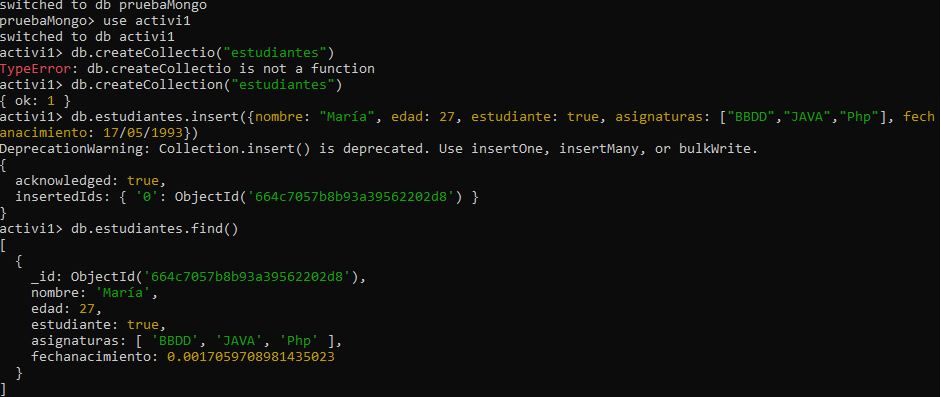 switched to db pruebaMongo
pruebaMongo> use activi1
switched to db activi1
activi1> db.createCollectio("estudiantes")
TypeError: db.createCollectio is not a function
activi1> db.createCollection("estudiantes")
{ ok: 1 }
activi1> db.estudiantes.insert({nombre: "María", edad: 27, estudiante: true, asignaturas: ["BBDD","JAVA","Php"], fech
anacimiento: 17/05/1993})
DeprecationWarning: Collection.insert() is deprecated. Use insertOne, insertMany, or bulkWrite.
{
  acknowledged: true,
  insertedIds: { '0': ObjectId('664c7057b8b93a39562202d8') }
}
activi1> db.estudiantes.find()
[
  {
    _id: ObjectId('664c7057b8b93a39562202d8'),
    nombre: 'María',
    edad: 27,
    estudiante: true,
    asignaturas: [ 'BBDD', 'JAVA', 'Php' ],
    fechanacimiento: 0.0017059708981435023
  }
]